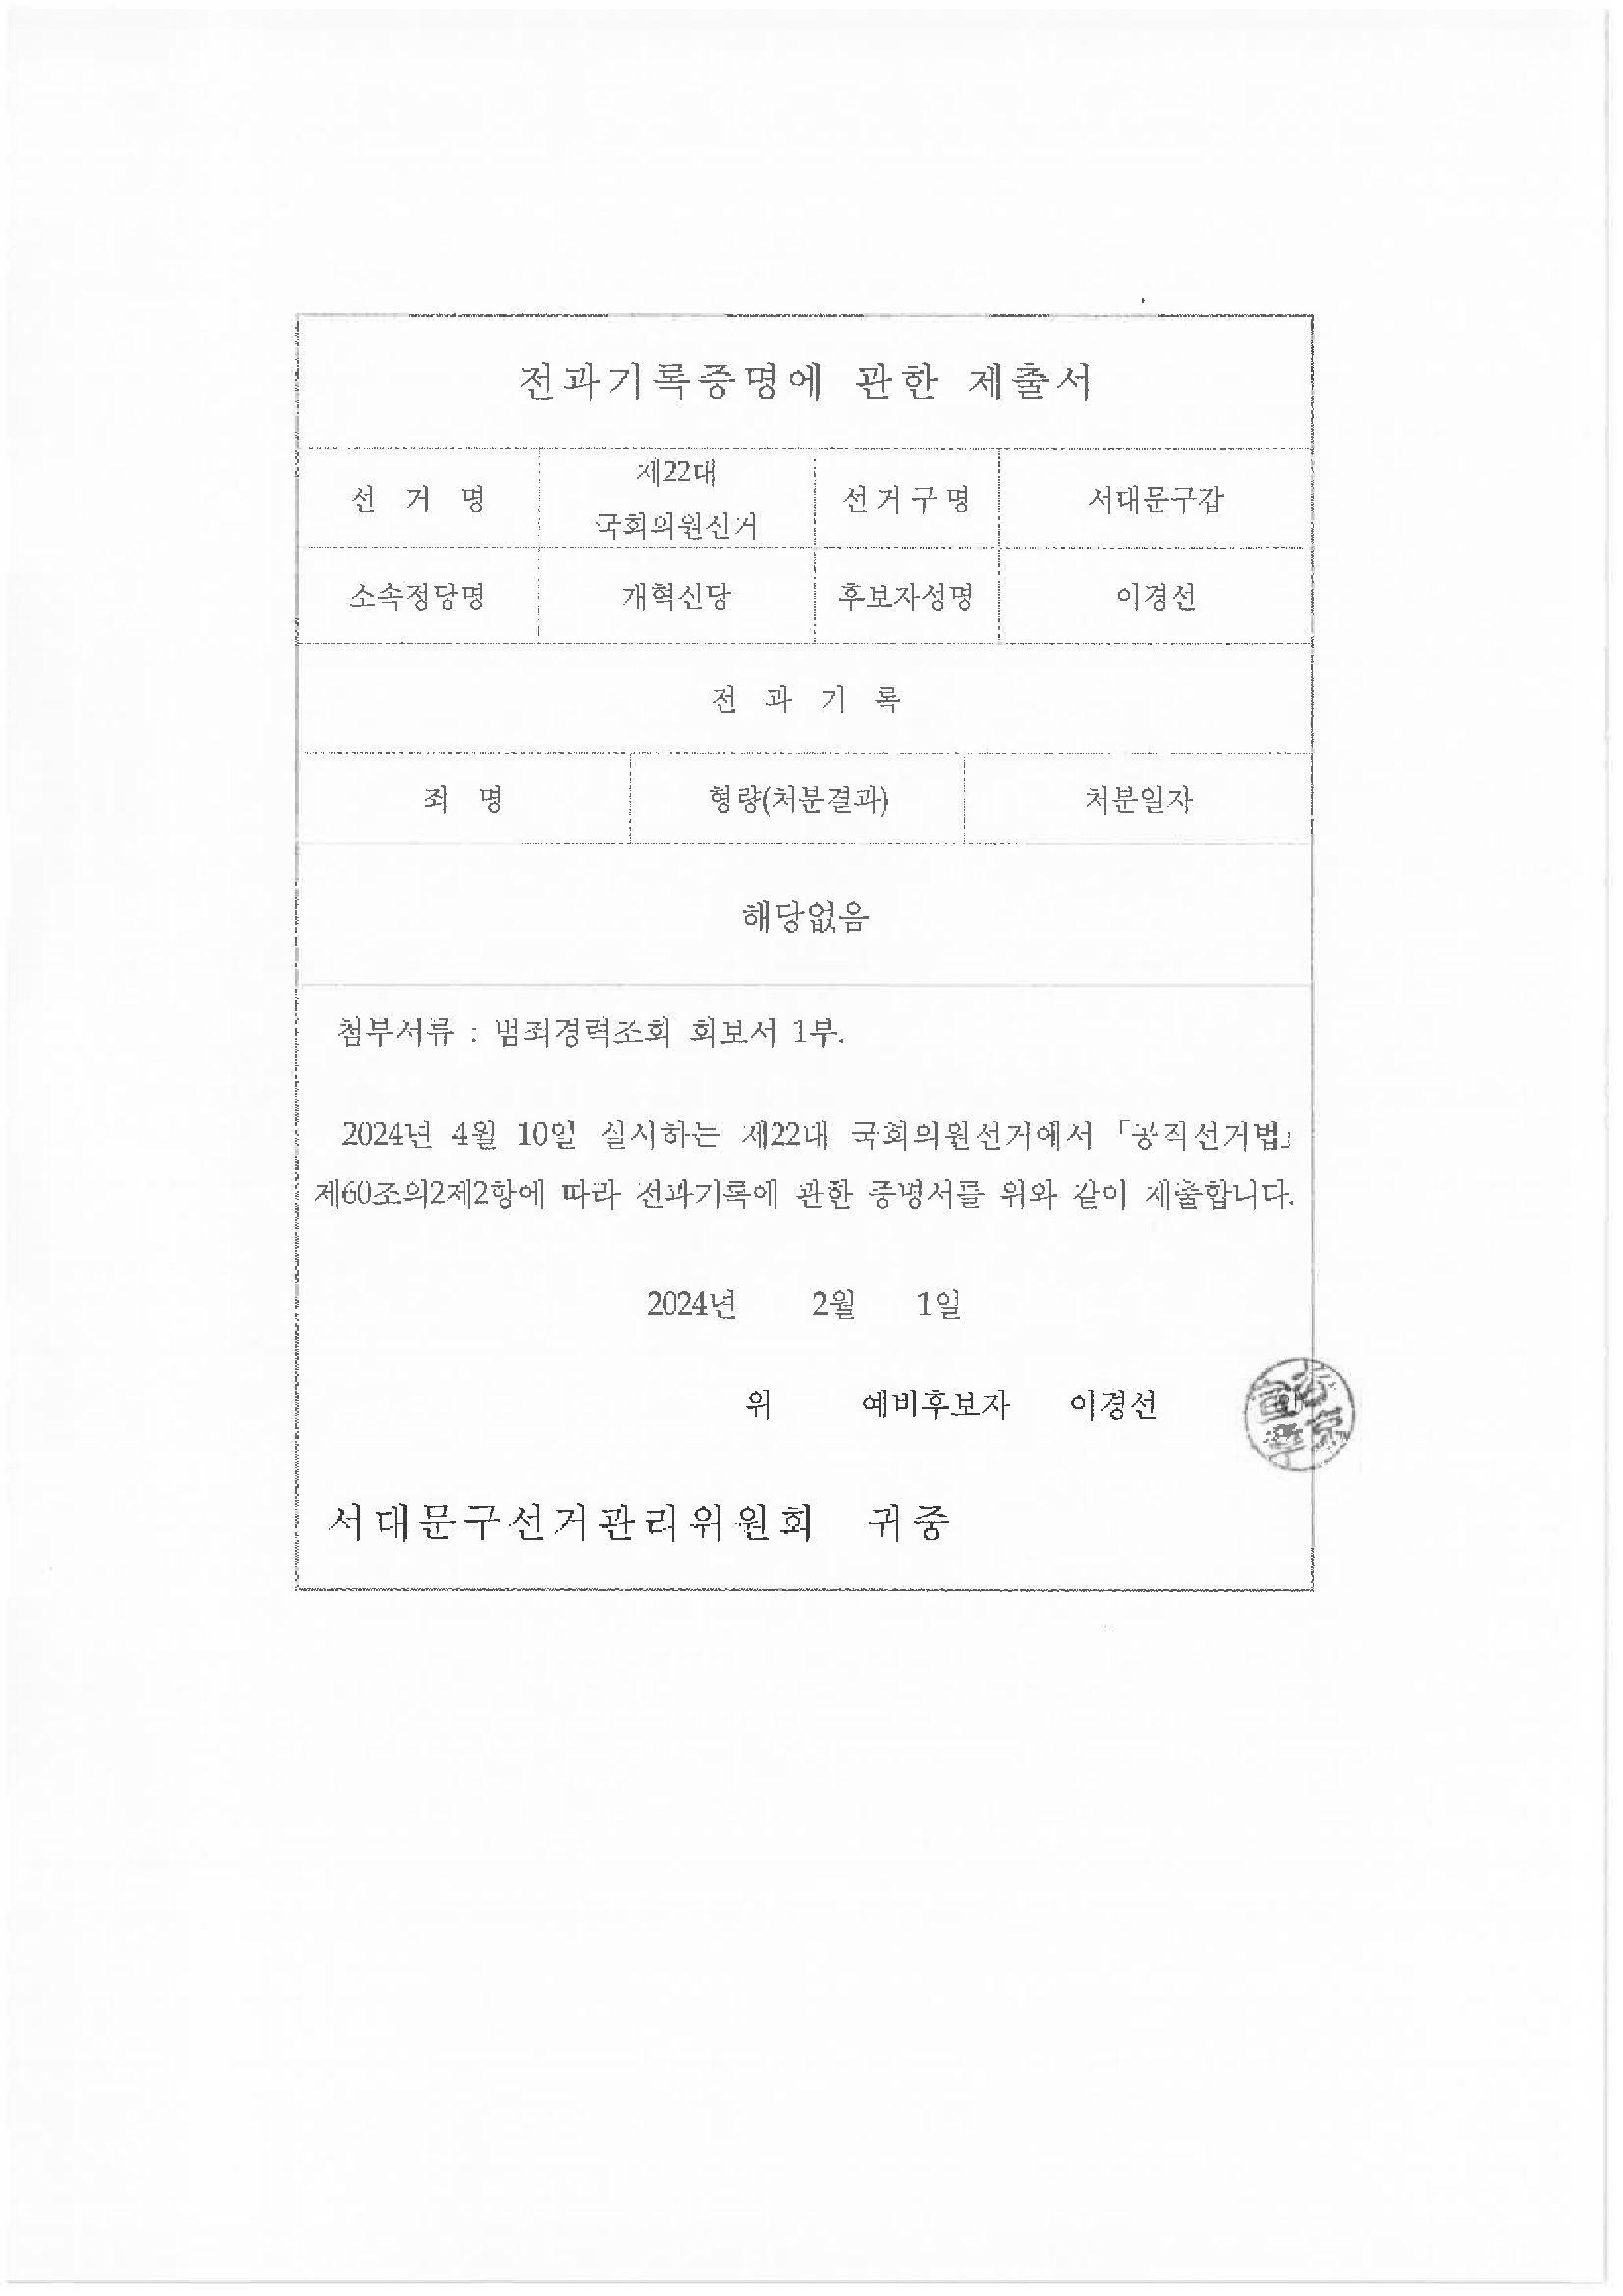 전과기록증명에 관한 제출서
선 거 명 제22대 국회의원선거 선거구명 서대문구갑
소속정당명 개혁신당 후보자성명 이경선
전 과 기 록
죄 명 형량(처분결과) 처분일자
해당없음
첨부서류 : 범죄경력조회 회보서 1부.
2024년 4월 10일 실시하는 제22대 국회의원선거에서 「공직선거법」
제60조의2제2항에 따라 전과기록에 관한 증명서를 위와 같이 제출합니다.
2024년 2월 1일
위 예비후보자 이경선
서대문구선거관리위원회 귀중